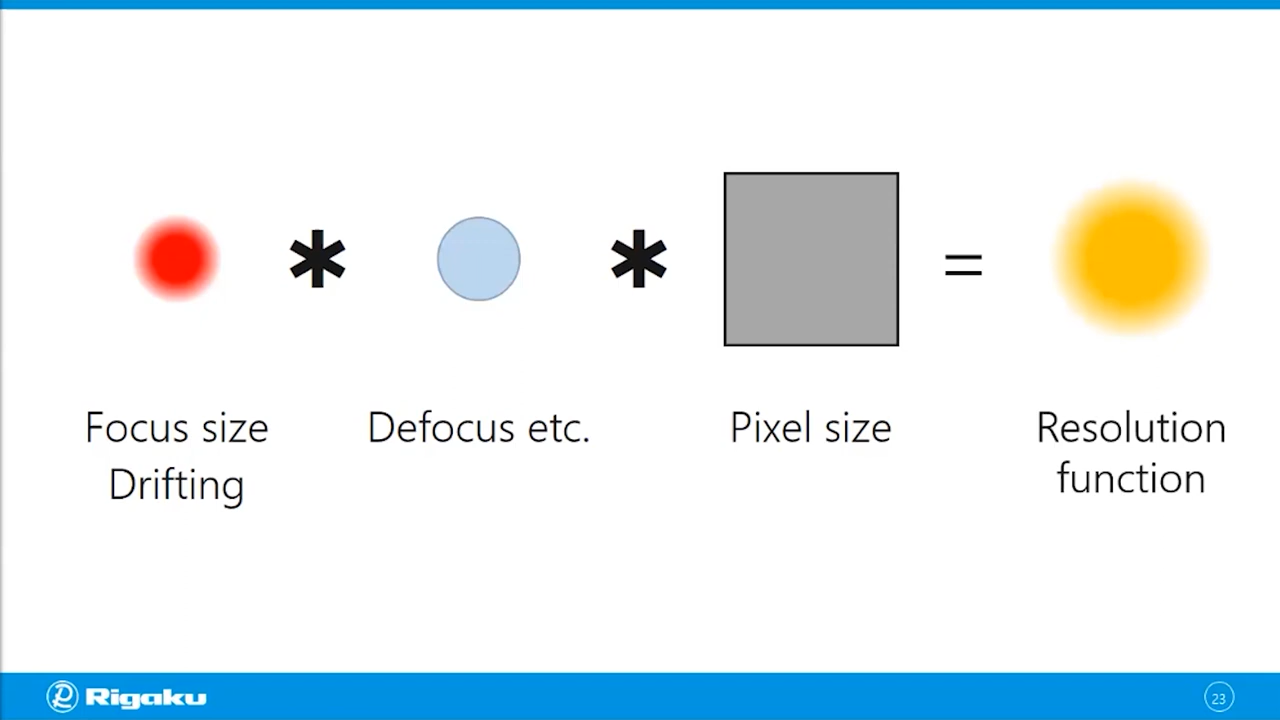 * * =
Focus size
Drifting
Defocus etc.
Pixel size
Resolution
function
Rigaku
23